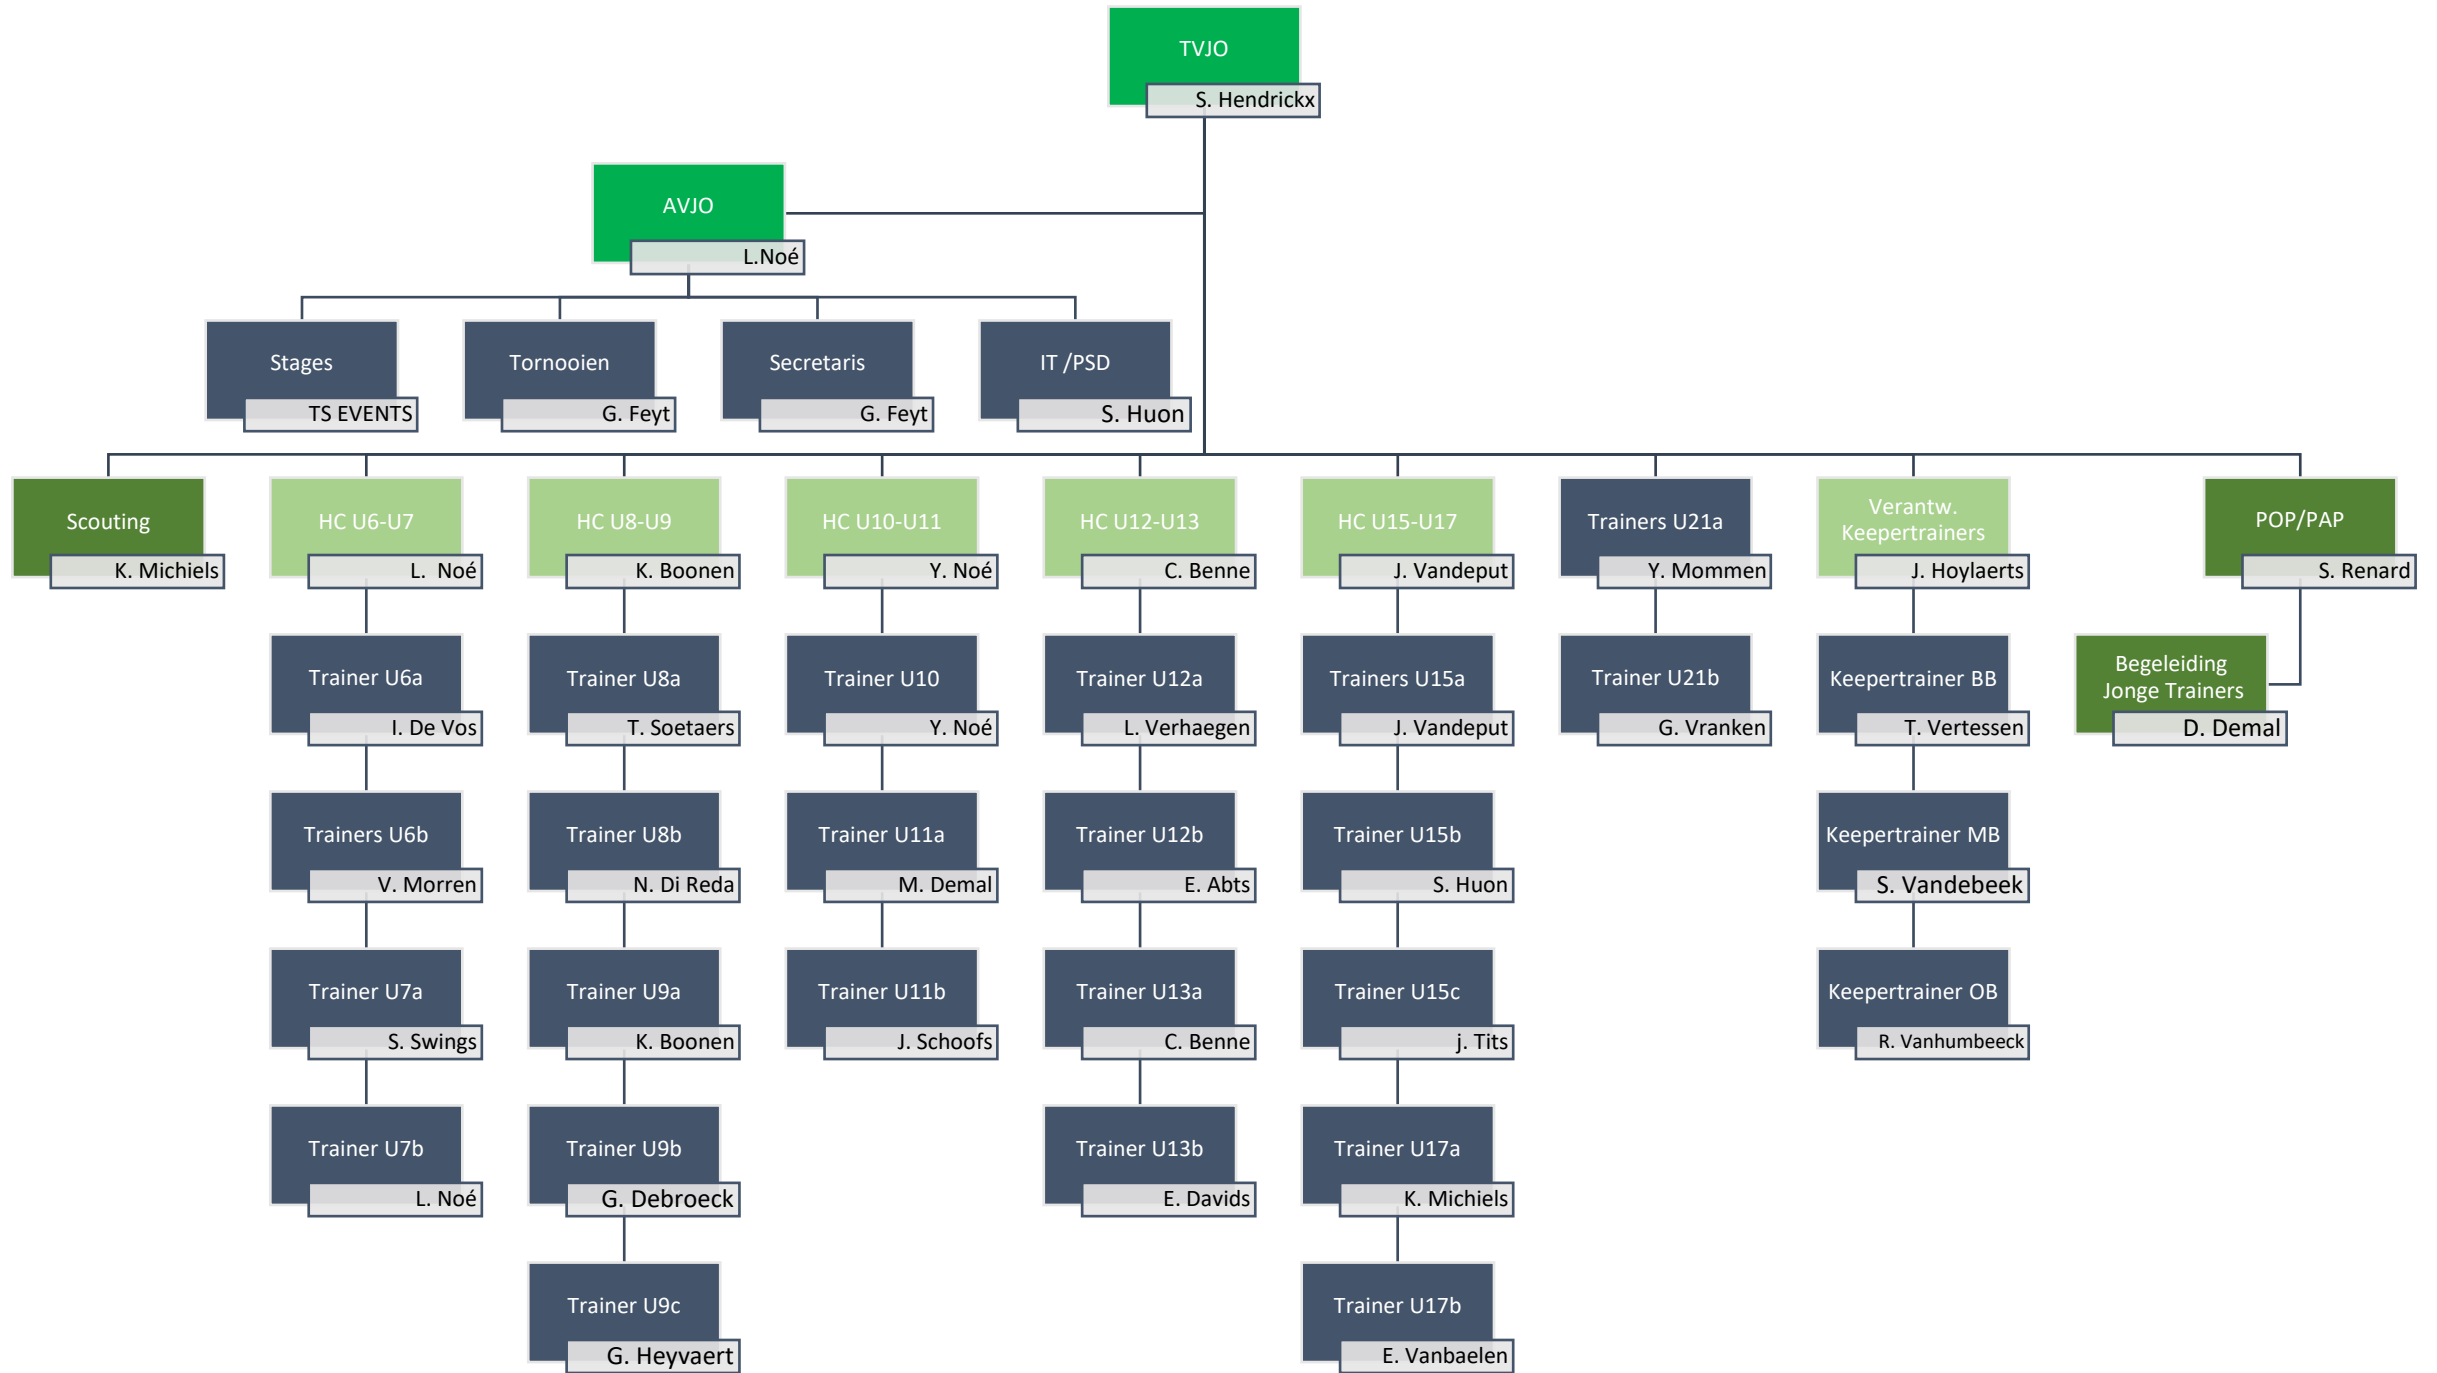 TVJO
S. Hendrickx
AVJO
L.Noé
Stages
TS EVENTS
Tornooien
G. Feyt
Secretaris
G. Feyt
IT /PSD
S. Huon
Scouting
K. Michiels
HC U6-U7
L.  Noé
Trainer U6a
I. De Vos
Trainers U6b
V. Morren
Trainer U7a
S. Swings
Trainer U7b
L. Noé
HC U8-U9
K. Boonen
Trainer U8a
T. Soetaers
Trainer U8b
N. Di Reda
Trainer U9a
K. Boonen
Trainer U9b
G. Debroeck
Trainer U9c
G. Heyvaert
HC U10-U11
Y. Noé
Trainer U10
Y. Noé
Trainer U11a
M. Demal
Trainer U11b
J. Schoofs
HC U12-U13
C. Benne
Trainer U12a
L. Verhaegen
Trainer U12b
E. Abts
Trainer U13a
C. Benne
Trainer U13b
E. Davids
HC U15-U17
J. Vandeput
Trainers U15a
J. Vandeput
Trainer U15b
S. Huon
Trainer U15c
j. Tits
Trainer U17a
K. Michiels
Trainer U17b
E. Vanbaelen
Trainers U21a
Y. Mommen
Trainer U21b
G. Vranken
Verantw.
Keepertrainers
J. Hoylaerts
Keepertrainer BB
T. Vertessen
Keepertrainer MB
S. Vandebeek
Keepertrainer OB
R. Vanhumbeeck
POP/PAP
S. Renard
Begeleiding
Jonge Trainers
D. Demal